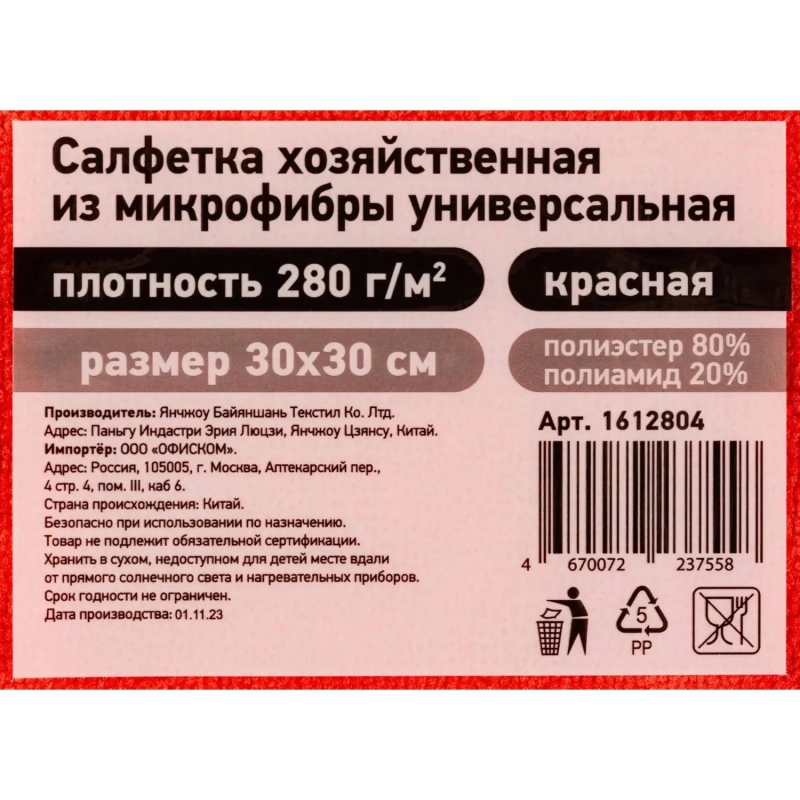 Салфетка хозяйственная
из микрофибры универсальная
плотность 280 г/м²
красная
размер 30х30 см
полиэстер 80%
полиамид 20%
Производитель: Янчжоу Байяншань Текстил Ко. Лтд.
Адрес: Паньгу Индастри Эрия Люцзи, Янчжоу Цзянсу, Китай.
Импортёр: ООО «ОФИСКОМ».
Адрес: Россия, 105005, г. Москва, Аптекарский пер.,
4 стр. 4, пом. III, каб 6.
Страна происхождения: Китай.
Безопасно при использовании по назначению.
Товар не подлежит обязательной сертификации.
Хранить в сухом, недоступном для детей месте вдали
от прямого солнечного света и нагревательных приборов.
Срок годности не ограничен.
Дата производства: 01.11.23
Арт. 1612804
4 670072 237558
5
PP